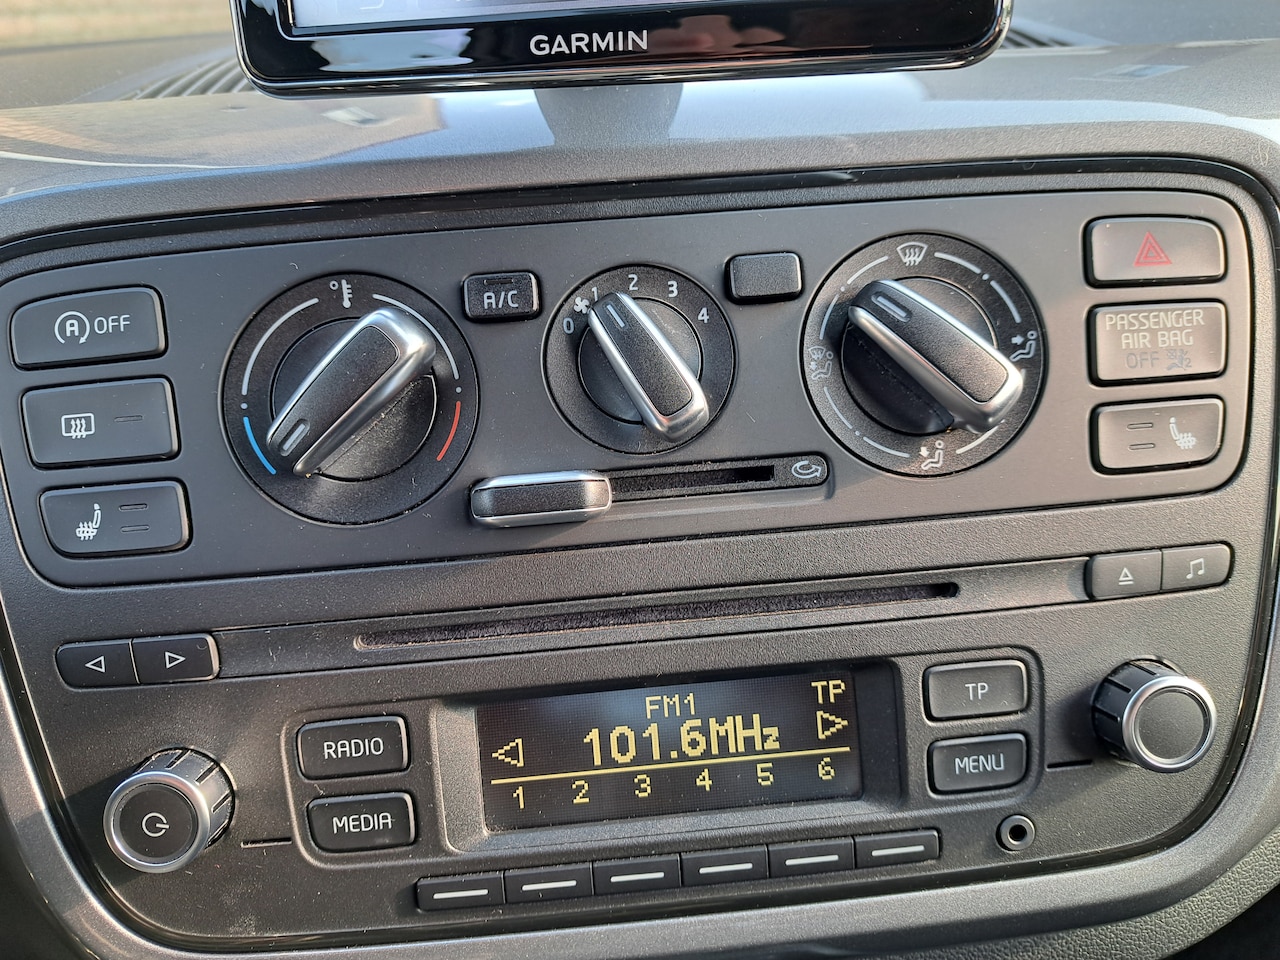 GARMIN
A OFF
A/C
0 1 2 3 4
PASSENGER
AIR BAG
OFF
FM1
TP
101.6MHz
1 2 3 4 5 6
RADIO
MEDIA
TP
MENU